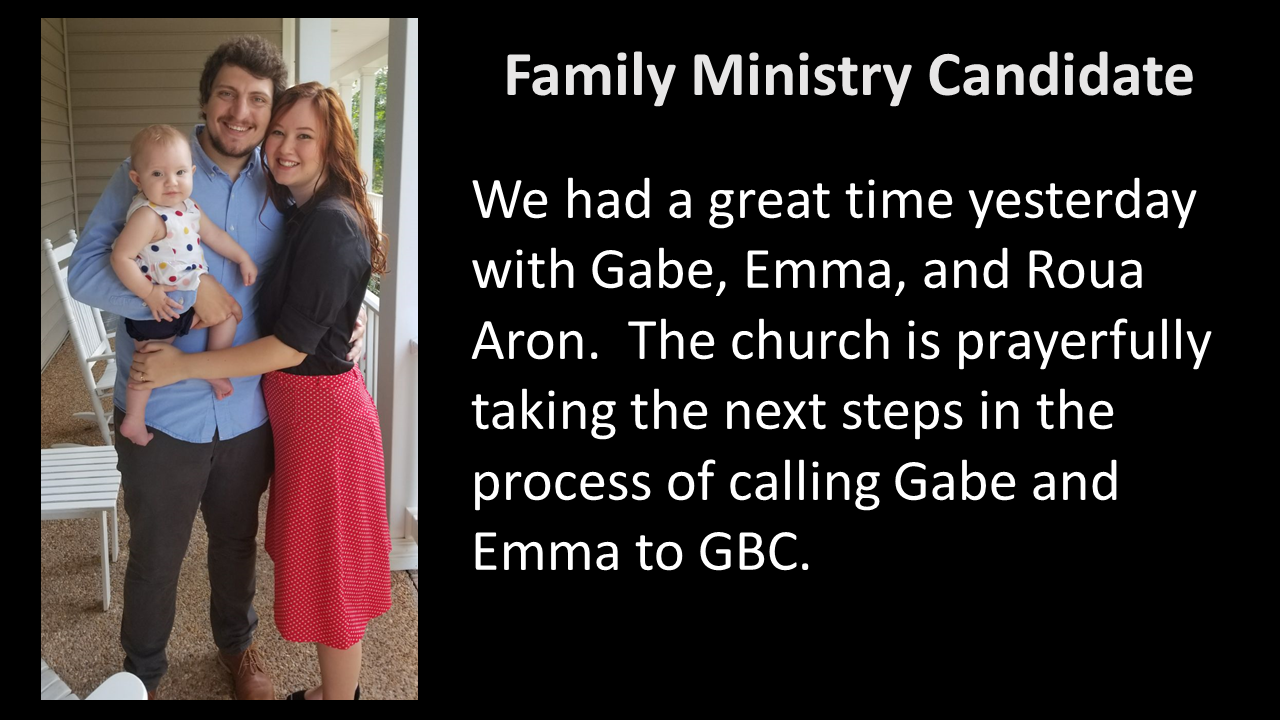 Family Ministry Candidate
We had a great time yesterday
with Gabe, Emma, and Roua
Aron.  The church is prayerfully
taking the next steps in the
process of calling Gabe and
Emma to GBC.